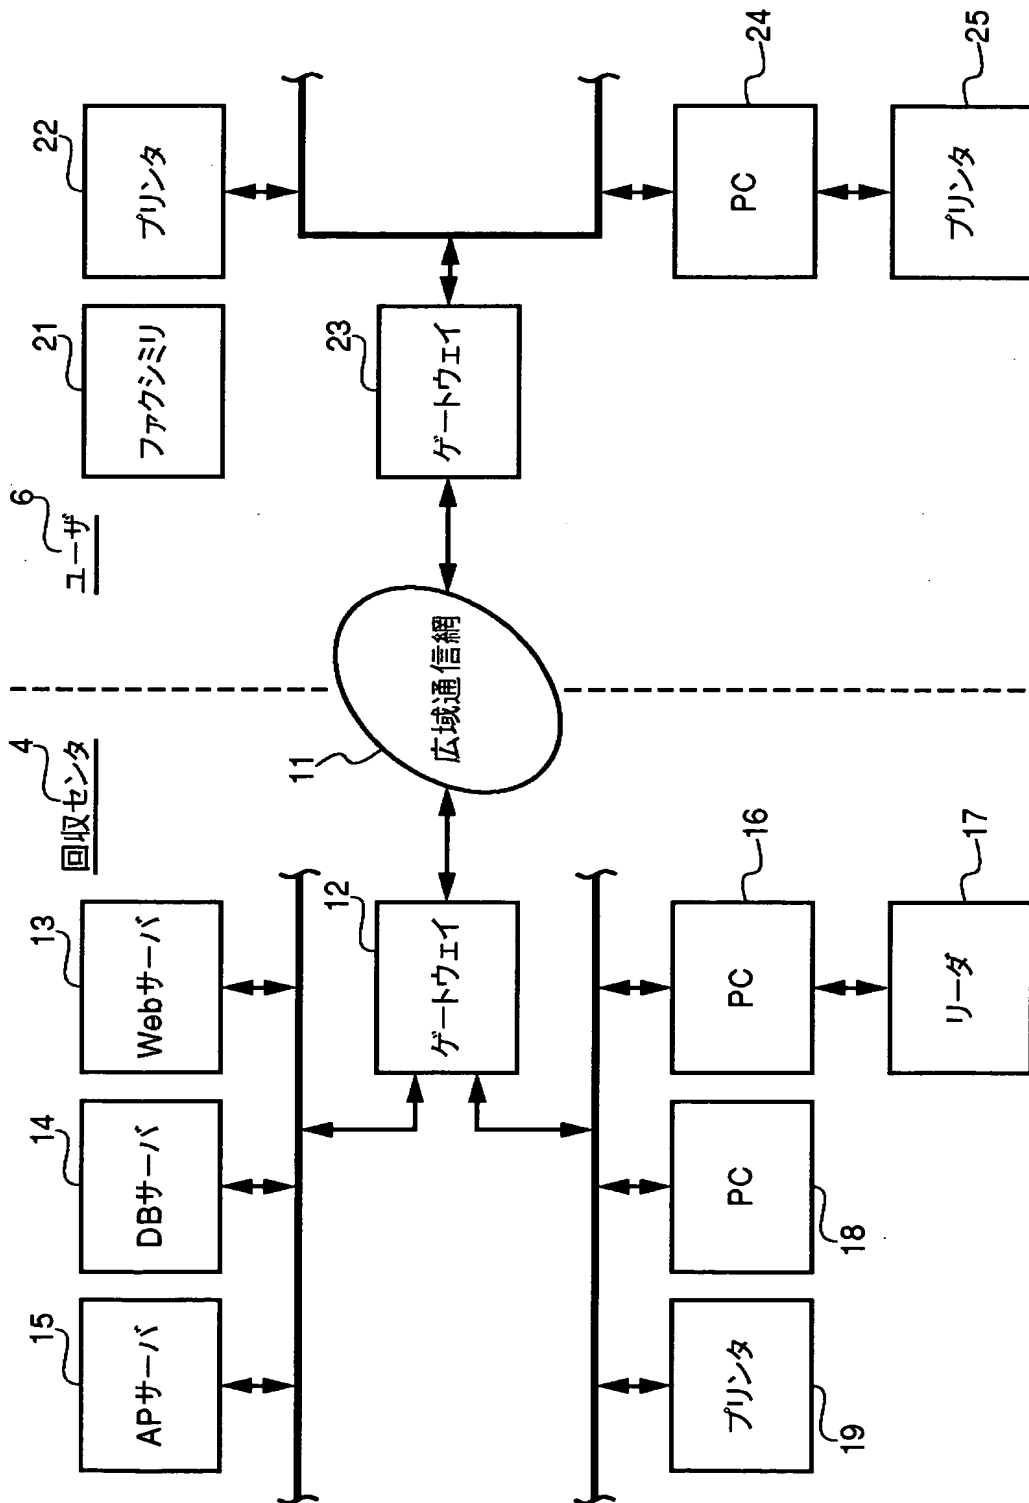 回収センタ
4
ユーザ
6
15
APサーバ
14
DBサーバ
13
Webサーバ
21
ファクシミリ
22
プリンタ
12
ゲートウェイ
11
広域通信網
23
ゲートウェイ
プリンタ
19
PC
18
PC
16
リーダ
17
PC
24
プリンタ
25